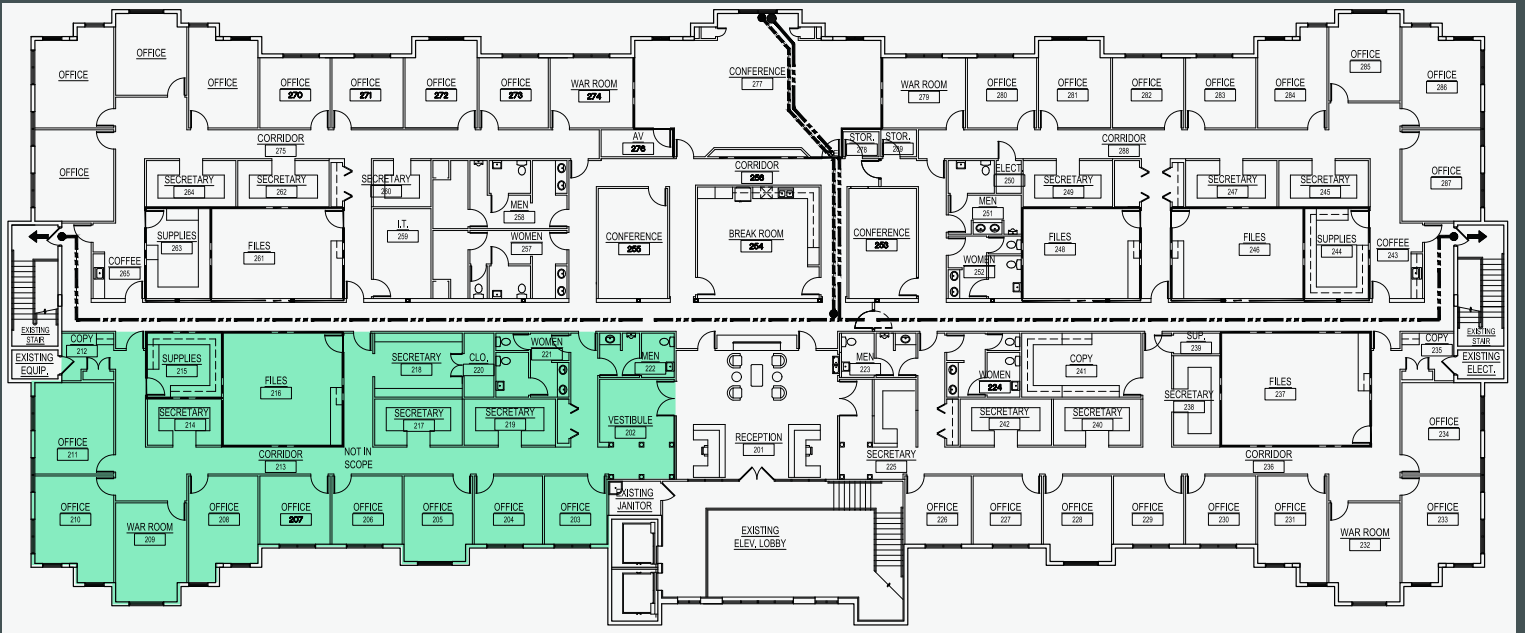 OFFICE
OFFICE
OFFICE
OFFICE
270
OFFICE
271
OFFICE
272
OFFICE
273
WAR ROOM
274
CONFERENCE
277
WAR ROOM
279
OFFICE
280
OFFICE
281
OFFICE
282
OFFICE
283
OFFICE
284
OFFICE
285
OFFICE
286
CORRIDOR
275
AV
276
STOR.
278
STOR.
CORRIDOR
288
OFFICE
SECRETARY
264
SECRETARY
262
SECRETARY
260
MEN
258
CORRIDOR
256
ELECT.
250
SECRETARY
249
SECRETARY
247
SECRETARY
245
OFFICE
287
SUPPLIES
263
FILES
261
I.T.
259
WOMEN
257
CONFERENCE
255
BREAK ROOM
254
CONFERENCE
253
MEN
251
WOMEN
252
FILES
248
FILES
246
SUPPLIES
244
COFFEE
243
COFFEE
265
EXISTING
STAIR
EXISTING
EQUIP.
COPY
212
SUPPLIES
215
FILES
216
SECRETARY
218
CLO.
220
WOMEN
221
MEN
222
MEN
223
WOMEN
224
COPY
241
SUP.
239
FILES
237
COPY
235
EXISTING
STAIR
EXISTING
ELECT.
SECRETARY
214
SECRETARY
217
SECRETARY
219
VESTIBULE
202
RECEPTION
201
SECRETARY
225
SECRETARY
242
SECRETARY
240
SECRETARY
238
OFFICE
234
OFFICE
211
CORRIDOR
213
NOT IN
SCOPE
CORRIDOR
236
OFFICE
210
WAR ROOM
209
OFFICE
208
OFFICE
207
OFFICE
206
OFFICE
205
OFFICE
204
OFFICE
203
EXISTING
JANITOR
EXISTING
ELEV, LOBBY
OFFICE
226
OFFICE
227
OFFICE
228
OFFICE
229
OFFICE
230
OFFICE
231
WAR ROOM
232
OFFICE
233